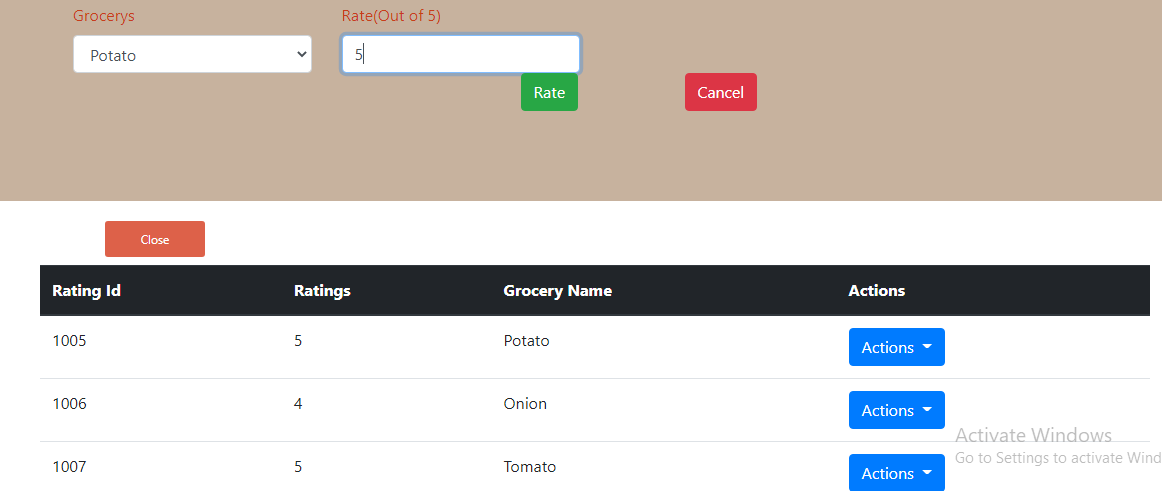 Grocerys Rate(Out of 5)
Potato 5
Rate Cancel
Close
Rating Id Ratings Grocery Name Actions
1005 5 Potato Actions
1006 4 Onion Actions
Activate Windows
Go to Settings to activate Wind
1007 5 Tomato Actions